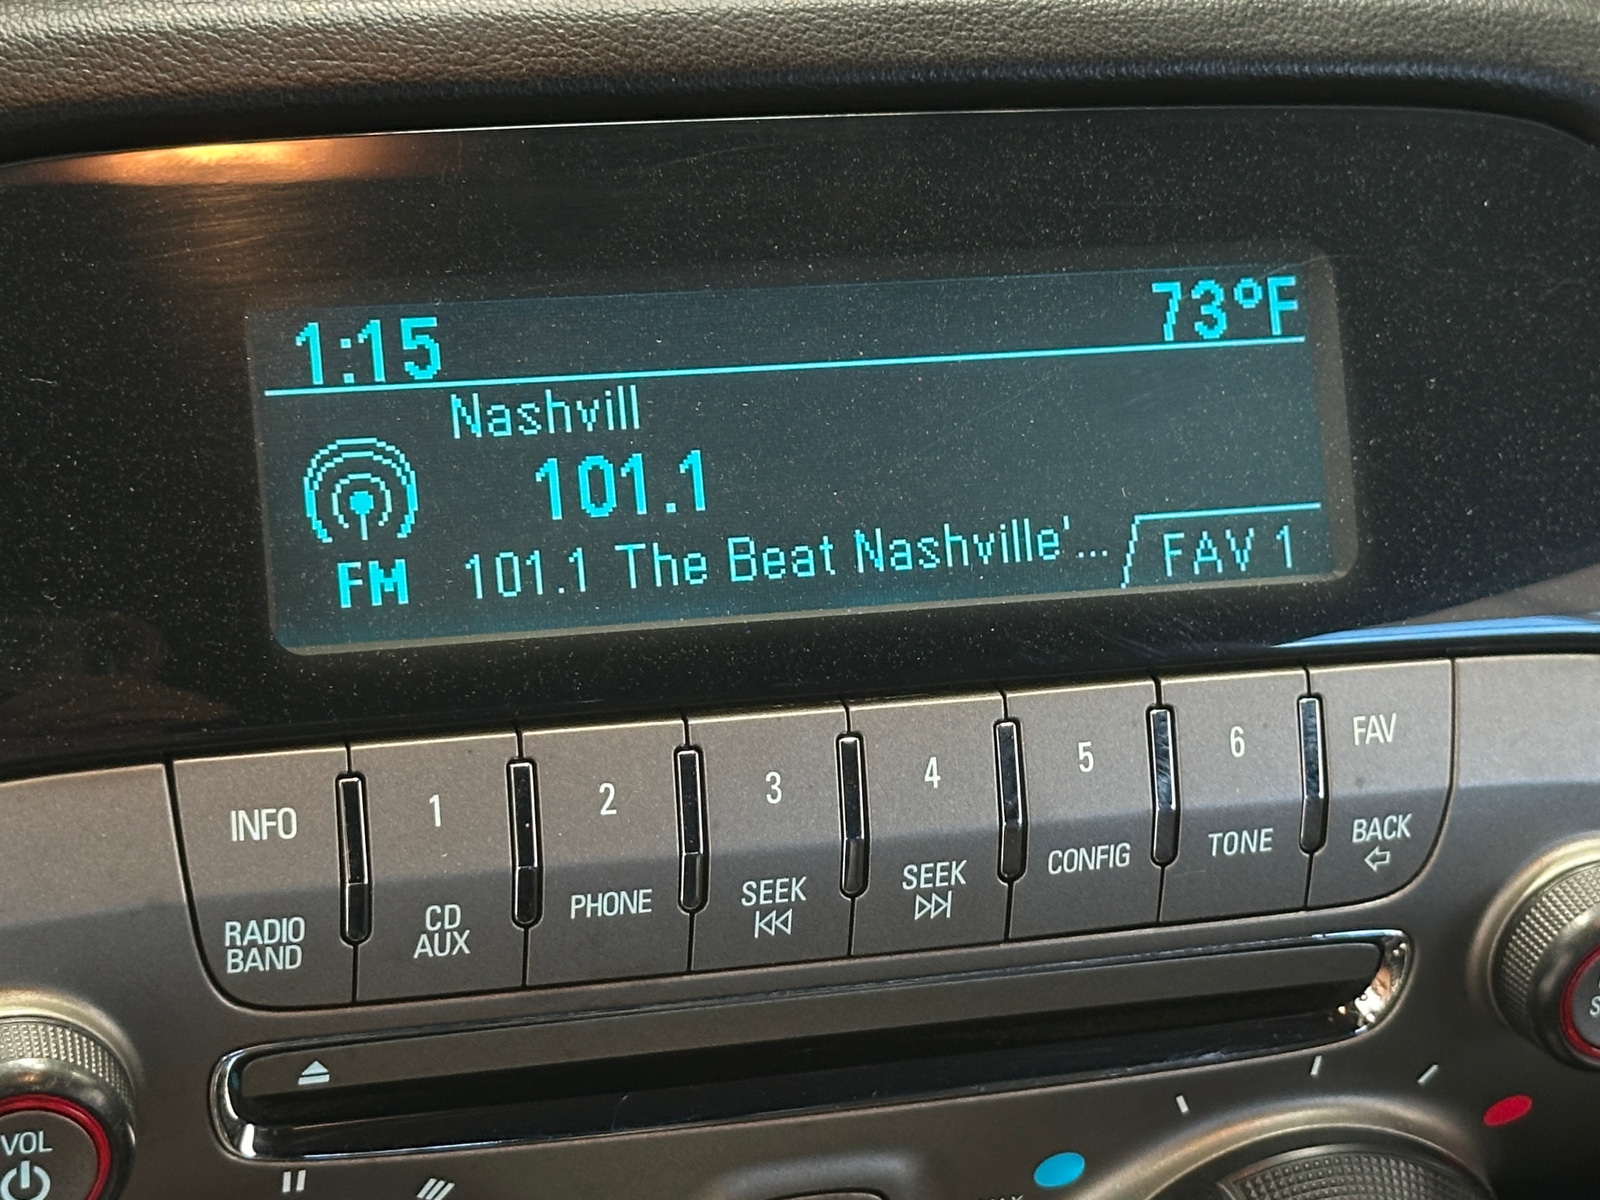 1:15 73°F
Nashvill
101.1
FM 101.1 The Beat Nashville'... FAV 1
INFO 1 2 3 4 5 6 FAV
RADIO BAND CD AUX PHONE SEEK SEEK CONFIG TONE BACK
VOL